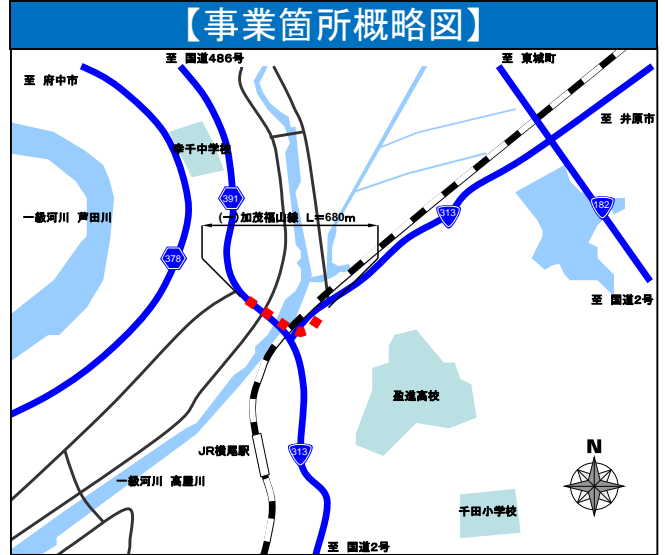 【事業箇所概略図】
至 国道486号
至 東城町
至 府中市
至 井原市
幸千中学校
391
182
313
(一)加茂福山線 L=680m
一級河川 芦田川
378
至 国道2号
盈進高校
N
JR横尾駅
313
一級河川 高屋川
千田小学校
至 国道2号